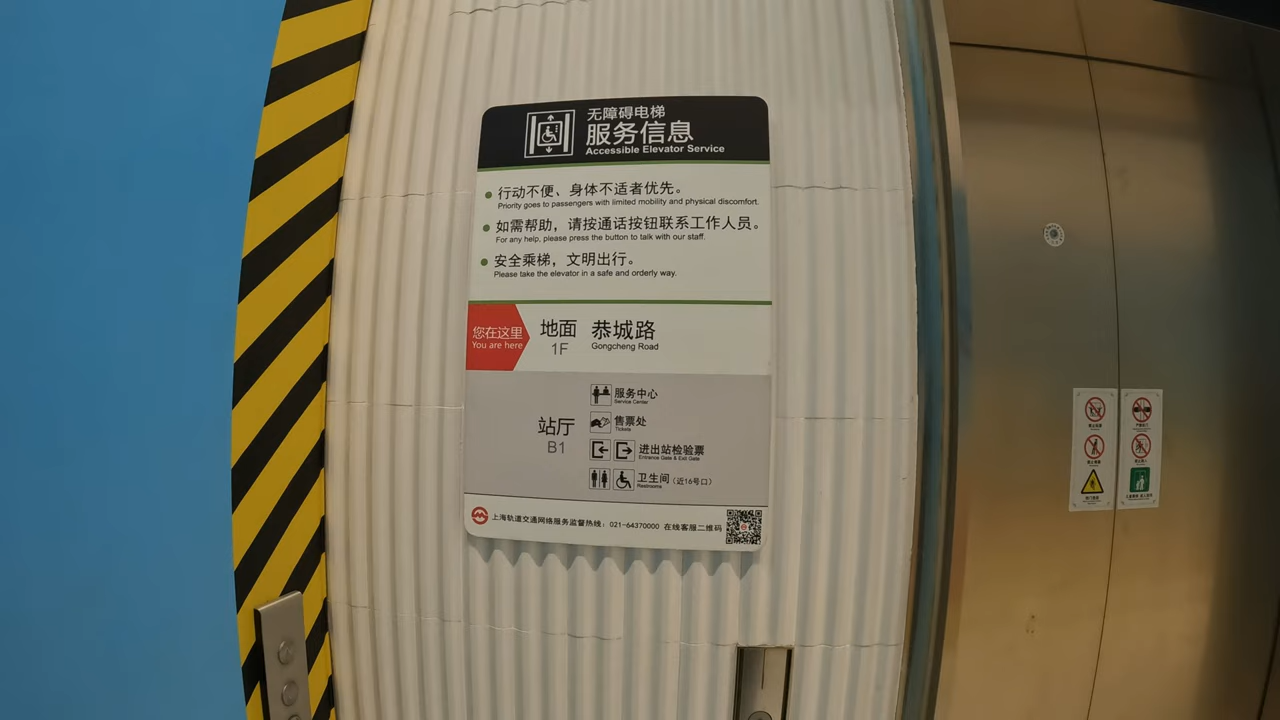 无障碍电梯
服务信息
Accessible Elevator Service
行动不便、身体不适者优先。
Priority goes to passengers with limited mobility and physical discomfort.
如需帮助，请按通话按钮联系工作人员。
For any help, please press the button to talk with our staff.
安全乘梯，文明出行。
Please take the elevator in a safe and orderly way.
您在这里
You are here
地面 恭城路
1F Gongcheng Road
站厅
B1
服务中心
Service Center
售票处
Tickets
进出站检验票
Entrance Gate & Exit Gate
卫生间（近16号口）
Restrooms
上海轨道交通网络服务监督热线：021-64370000 在线客服二维码